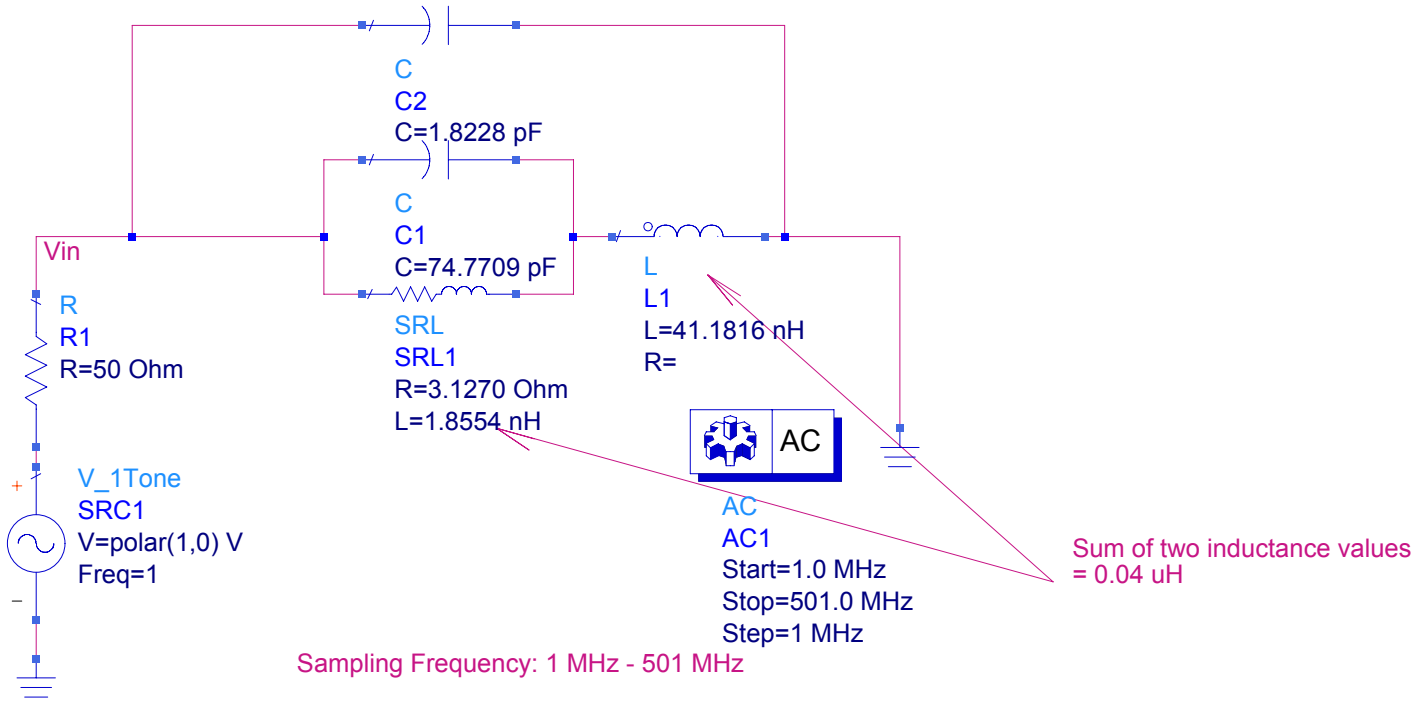 C
C2
C=1.8228 pF
C
C1
C=74.7709 pF
Vin
R
R1
R=50 Ohm
SRL
SRL1
R=3.1270 Ohm
L=1.8554 nH
L
L1
L=41.1816 nH
R=
AC
+
V_1Tone
SRC1
V=polar(1,0) V
Freq=1
−
AC
AC1
Start=1.0 MHz
Stop=501.0 MHz
Step=1 MHz
Sum of two inductance values
= 0.04 uH
Sampling Frequency: 1 MHz - 501 MHz